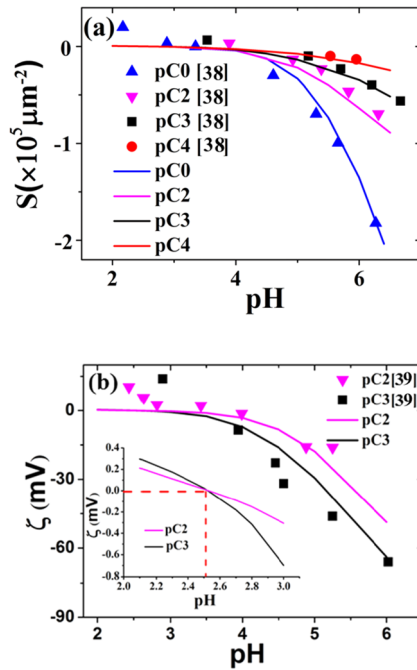 (a)
pC0 [38]
pC2 [38]
pC3 [38]
pC4 [38]
pC0
pC2
pC3
pC4
0
-1
-2
S(×10⁵μm⁻²)
2 4 6
pH
(b)
pC2[39]
pC3[39]
pC2
pC3
0
-30
-60
-90
ζ (mV)
0.4
0.2
0.0
-0.2
-0.4
-0.6
-0.8
ζ (mV)
pC2
pC3
2.0 2.2 2.4 2.6 2.8 3.0
pH
2 3 4 5 6
pH